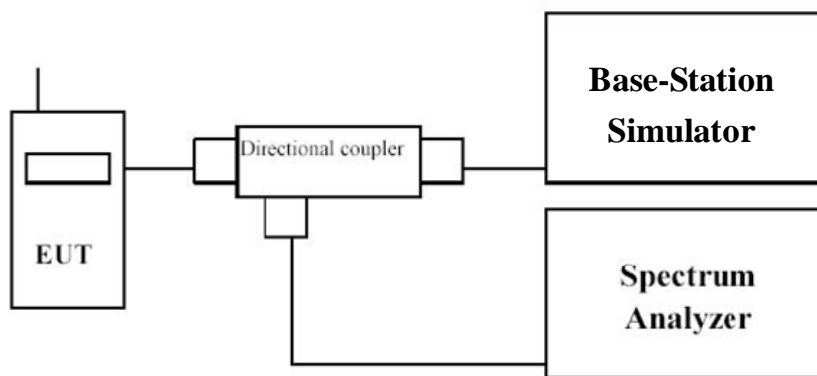 Base-Station
Simulator
Directional coupler
EUT
Spectrum
Analyzer